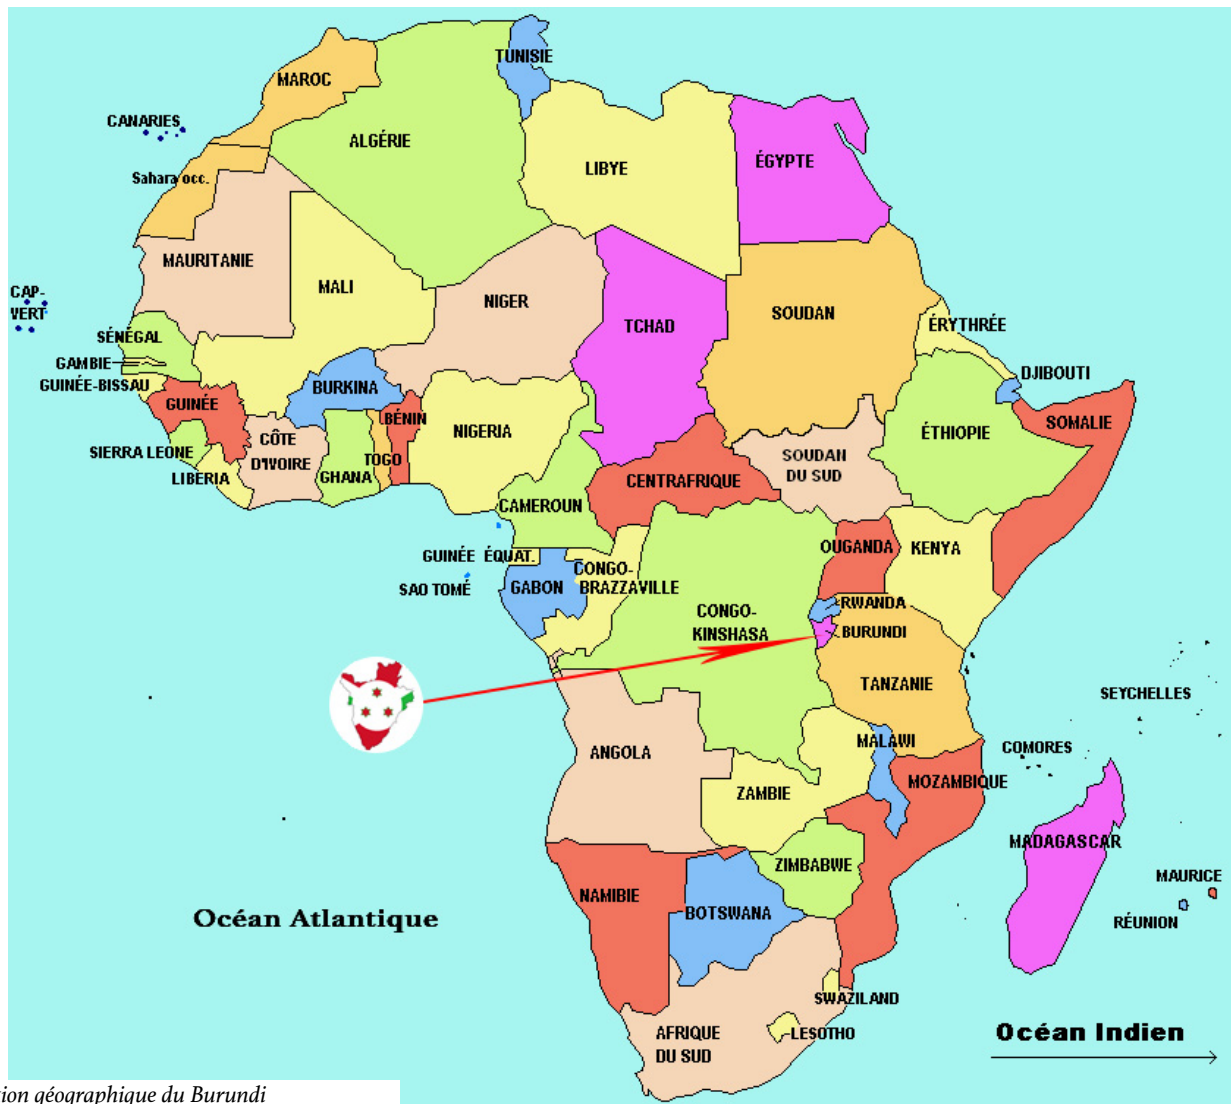 TUNISIE
MAROC
CANARIES
ALGÉRIE
LIBYE
ÉGYPTE
Sahara occ.
MAURITANIE
MALI
NIGER
TCHAD
SOUDAN
CAP-
VERT
ÉRYTHRÉE
SÉNÉGAL
GAMBIE
GUINÉE-BISSAU
DJIBOUTI
BURKINA
GUINÉE
BÉNIN
SOMALIE
NIGERIA
ÉTHIOPIE
CÔTE
D'IVOIRE
SIERRA LEONE
TOGO
SOUDAN
DU SUD
LIBERIA
GHANA
CENTRAFRIQUE
CAMEROUN
OUGANDA
KENYA
GUINÉE ÉQUAT.
CONGO-
BRAZZAVILLE
SAO TOMÉ
GABON
RWANDA
CONGO-
KINSHASA
BURUNDI
TANZANIE
SEYCHELLES
MALAWI
COMORES
ANGOLA
MOZAMBIQUE
ZAMBIE
MADAGASCAR
ZIMBABWE
MAURICE
NAMIBIE
BOTSWANA
RÉUNION
Océan Atlantique
SWAZILAND
LESOTHO
AFRIQUE
DU SUD
Océan Indien
géographique du Burundi